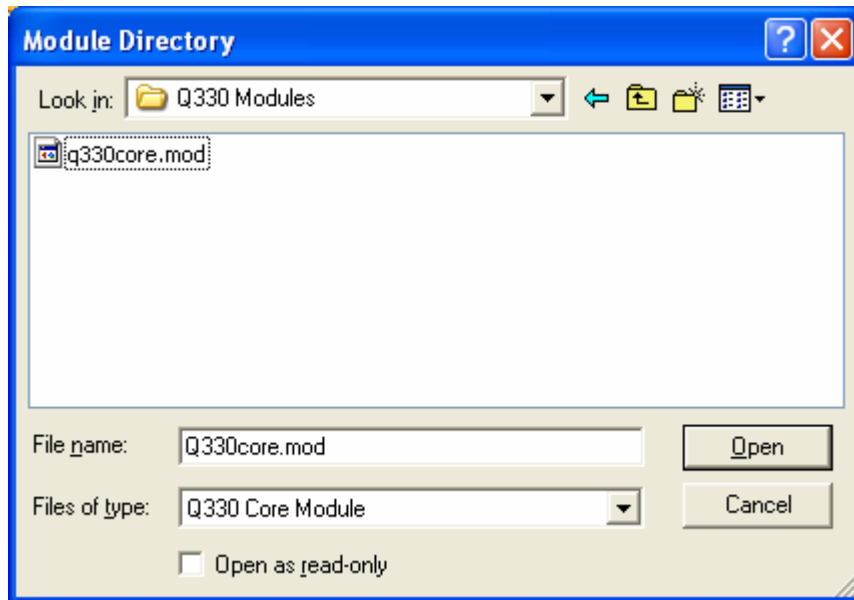 Module Directory
Look in: Q330 Modules
q330core.mod
File name: Q330core.mod Open
Files of type: Q330 Core Module Cancel
Open as read-only